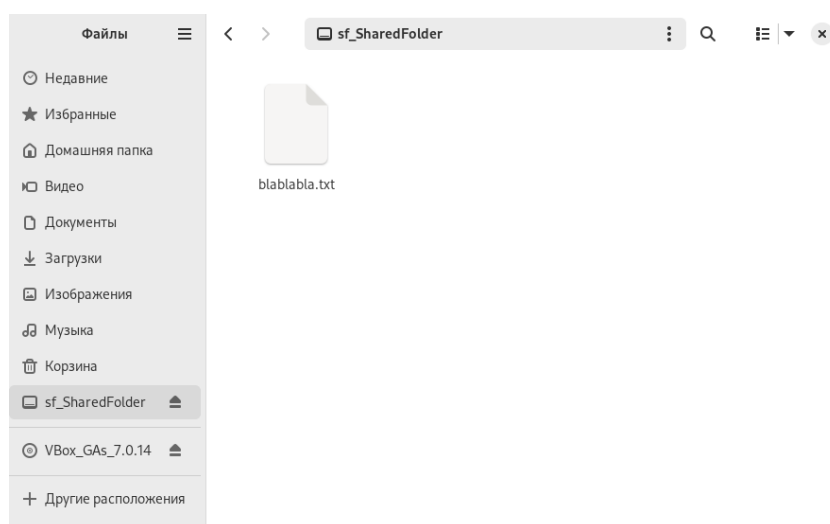 Файлы
sf_SharedFolder
Недавние
Избранные
Домашняя папка
Видео
Документы
Загрузки
Изображения
Музыка
Корзина
sf_SharedFolder
VBox_GAs_7.0.14
Другие расположения
blablabla.txt